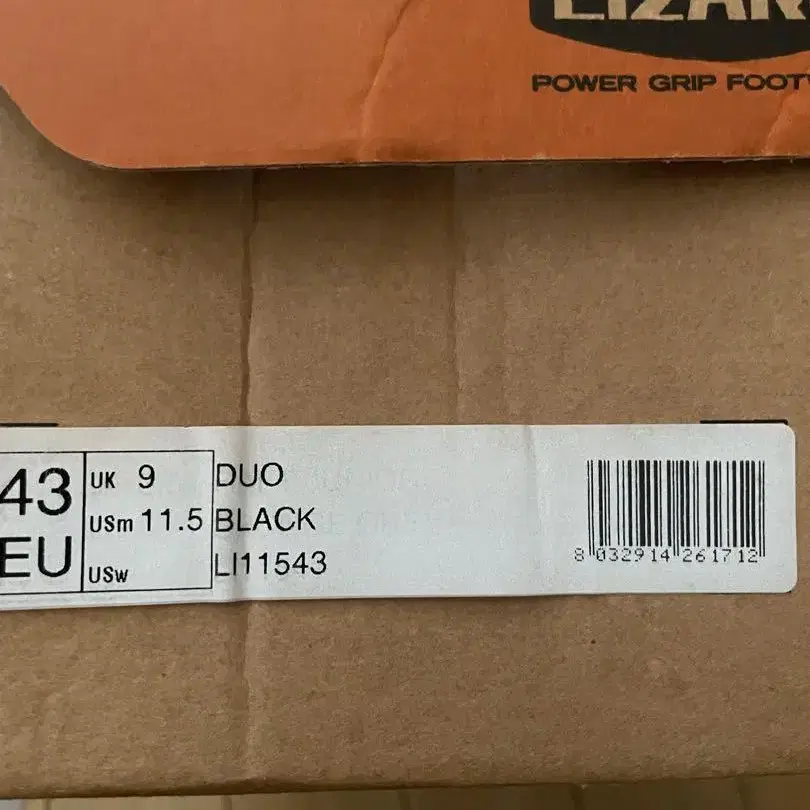 LIZAR
POWER GRIP FOOT
43
EU
UK 9
USm 11.5
USw
DUO
BLACK
LI11543
8 032914 261712